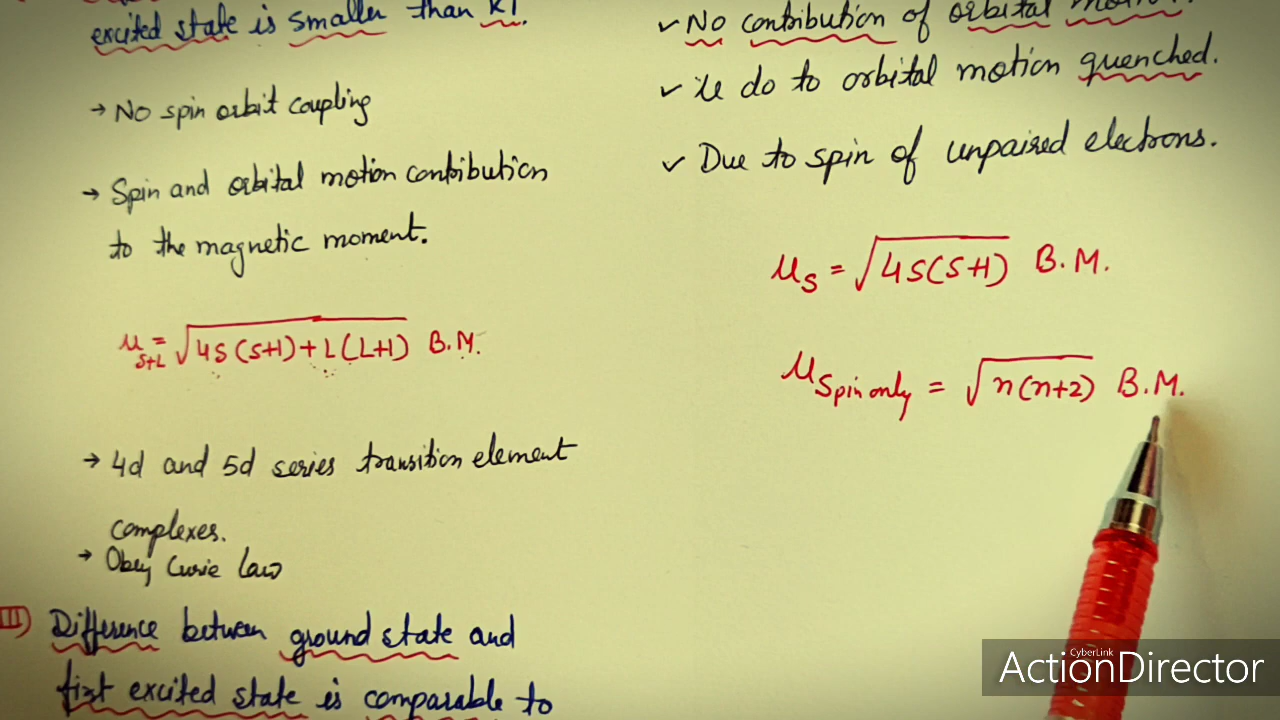 excited state is smaller than KT.
→ No spin orbit coupling
→ Spin and orbital motion contribution
to the magnetic moment.
μ S+L = √4S(S+1) + L(L+1) B.M.
→ 4d and 5d series transition element
complexes.
→ Obey Curie Law
III) Difference between ground state and
first excited state is comparable to
✓ No contribution of orbital motion.
✓ μ do to orbital motion quenched.
✓ Due to spin of unpaired electrons.
μs = √4S(S+1) B.M.
μ Spin only = √n(n+2) B.M.
CyberLink
ActionDirector